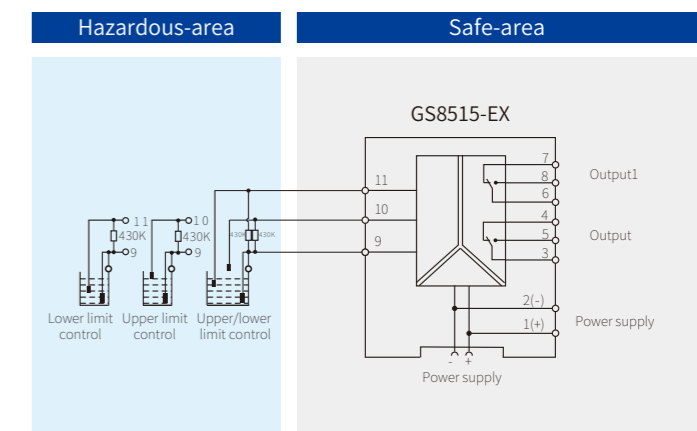 Hazardous-area
Safe-area
GS8515-EX
7
8
6
Output1
4
5
3
Output
11
10
9
11
430K
9
10
430K
9
430K
430K
Lower limit
control
Upper limit
control
Upper/lower
limit control
2(-)
1(+)
Power supply
- +
Power supply